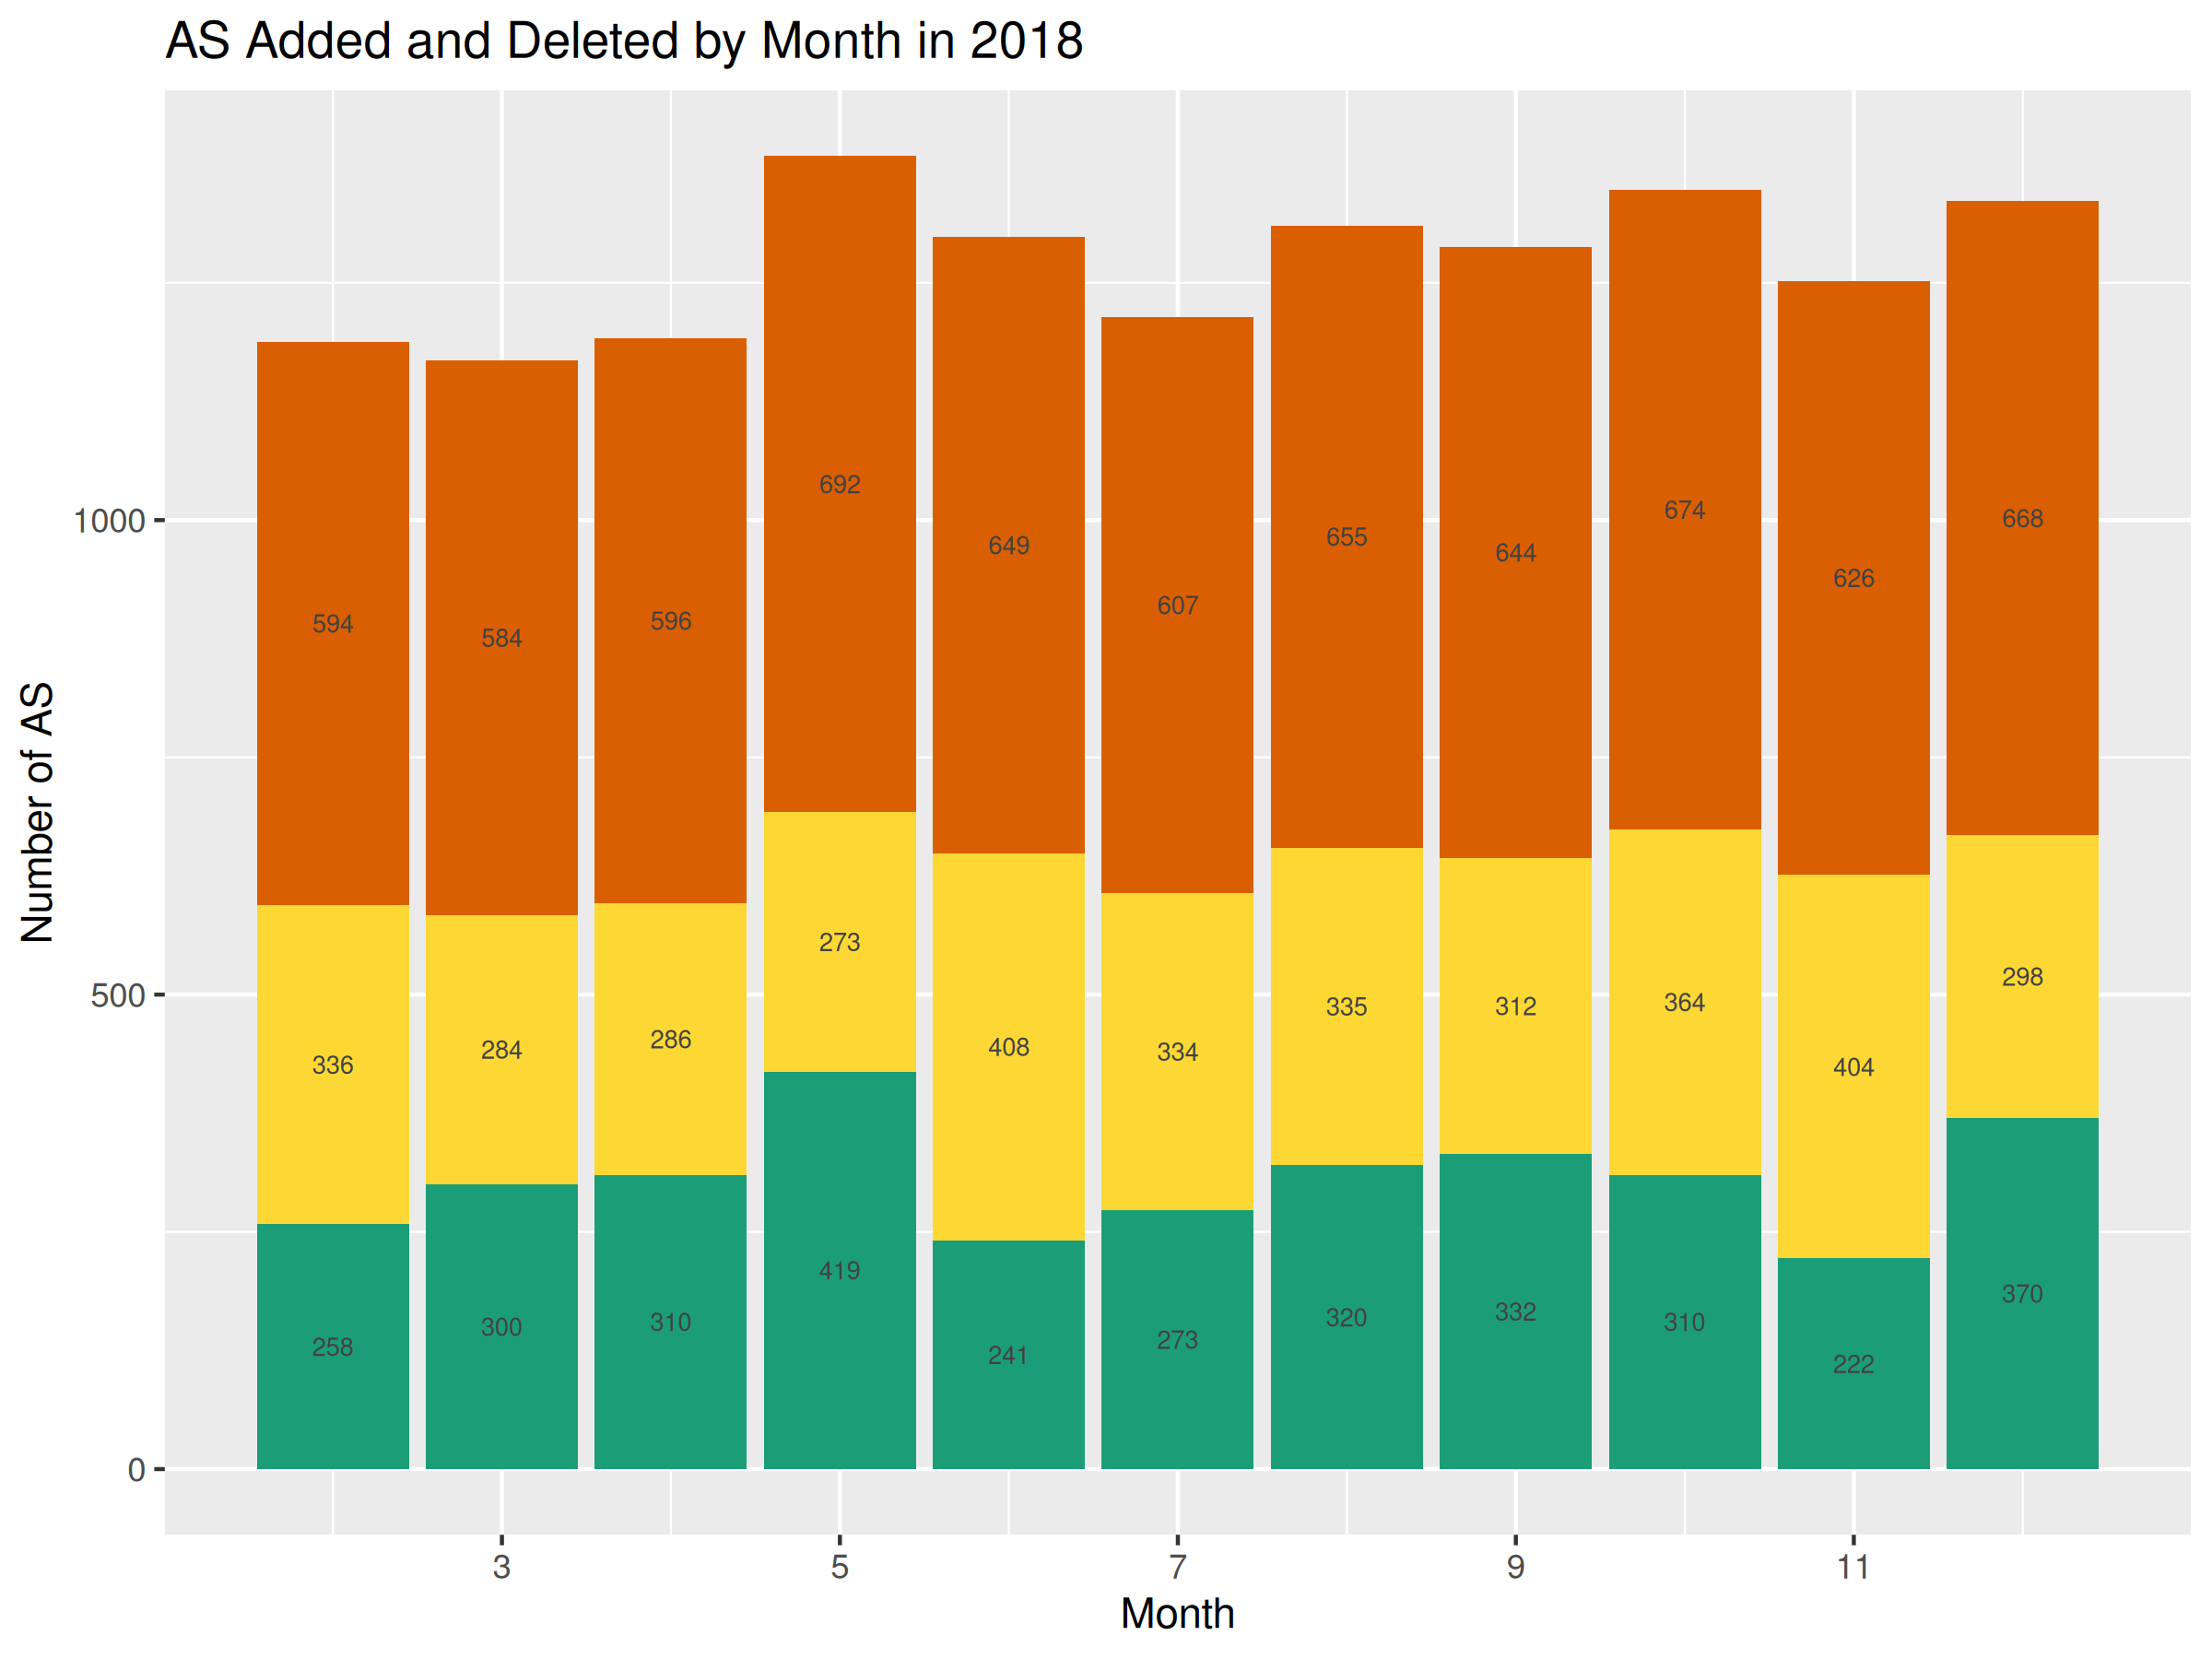 AS Added and Deleted by Month in 2018
Number of AS
1000
500
0
594 584 596 692 649 607 655 644 674 626 668
336 284 286 273 408 334 335 312 364 404 298
258 300 310 419 241 273 320 332 310 222 370
3 5 7 9 11
Month